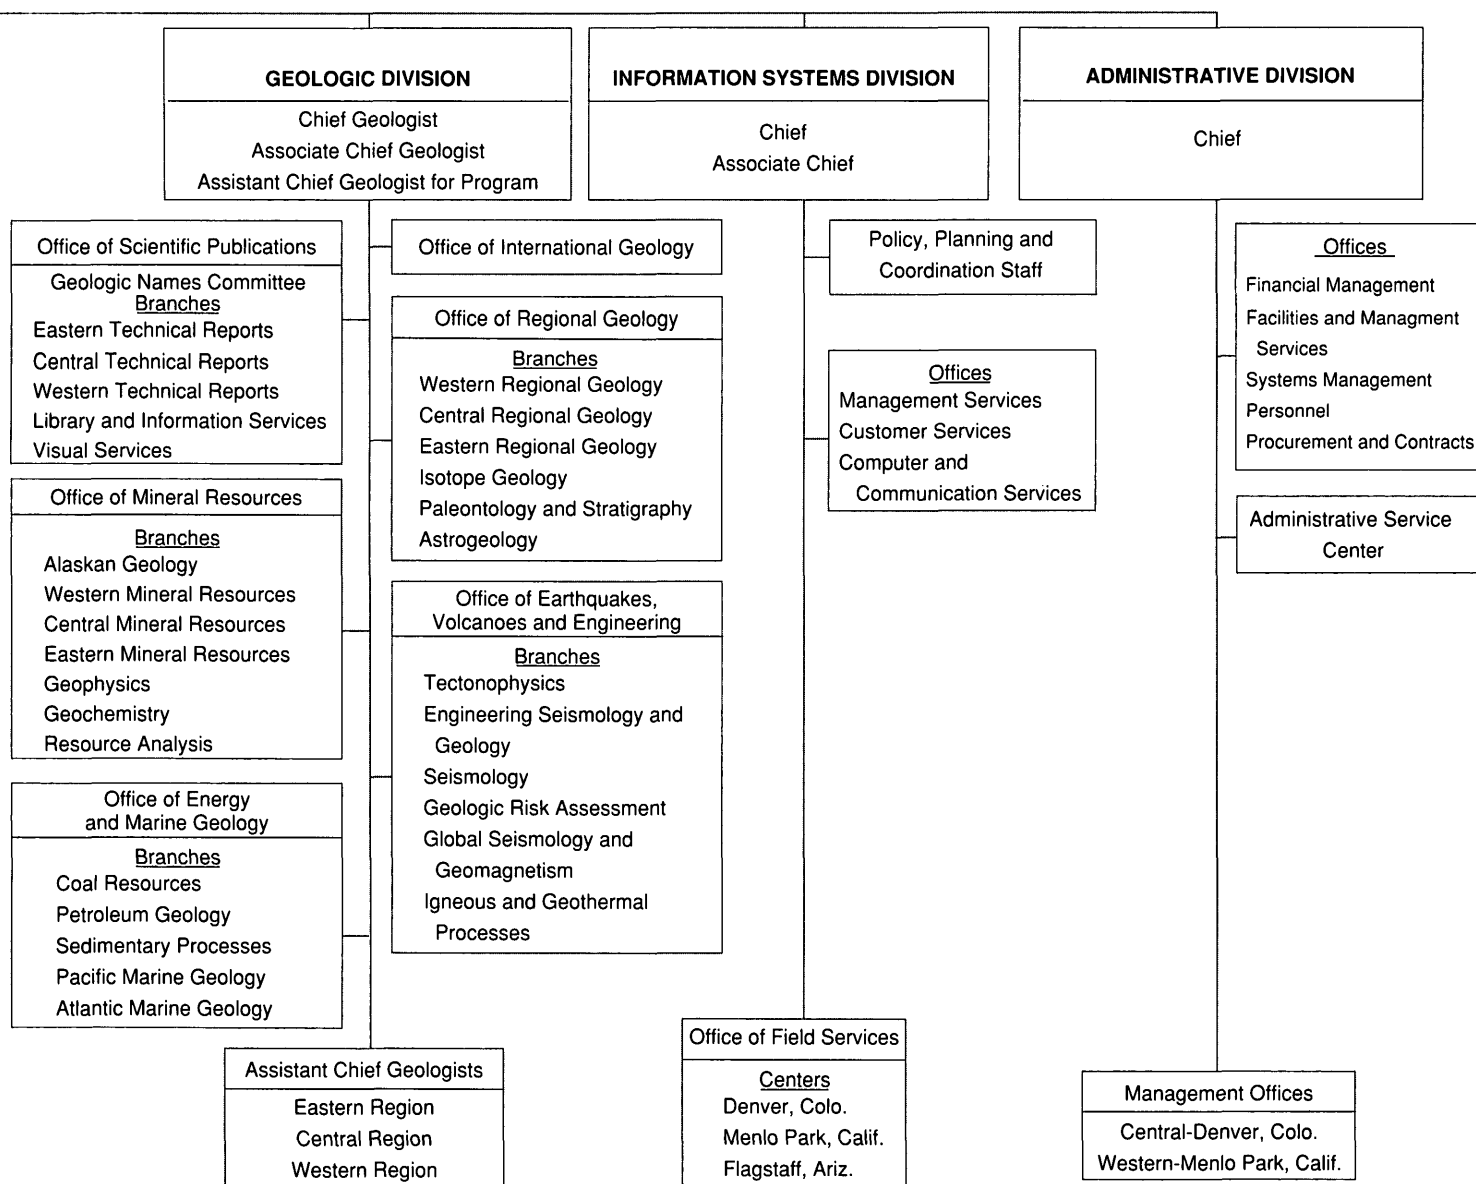 GEOLOGIC DIVISION
Chief Geologist
Associate Chief Geologist
Assistant Chief Geologist for Program
Office of Scientific Publications
Geologic Names Committee
Branches
Eastern Technical Reports
Central Technical Reports
Western Technical Reports
Library and Information Services
Visual Services
Office of Mineral Resources
Branches
Alaskan Geology
Western Mineral Resources
Central Mineral Resources
Eastern Mineral Resources
Geophysics
Geochemistry
Resource Analysis
Office of Energy
and Marine Geology
Branches
Coal Resources
Petroleum Geology
Sedimentary Processes
Pacific Marine Geology
Atlantic Marine Geology
Office of International Geology
Office of Regional Geology
Branches
Western Regional Geology
Central Regional Geology
Eastern Regional Geology
Isotope Geology
Paleontology and Stratigraphy
Astrogeology
Office of Earthquakes,
Volcanoes and Engineering
Branches
Tectonophysics
Engineering Seismology and
Geology
Seismology
Geologic Risk Assessment
Global Seismology and
Geomagnetism
Igneous and Geothermal
Processes
Assistant Chief Geologists
Eastern Region
Central Region
Western Region
INFORMATION SYSTEMS DIVISION
Chief
Associate Chief
Policy, Planning and
Coordination Staff
Offices
Management Services
Customer Services
Computer and
Communication Services
Office of Field Services
Centers
Denver, Colo.
Menlo Park, Calif.
Flagstaff, Ariz.
ADMINISTRATIVE DIVISION
Chief
Offices
Financial Management
Facilities and Managment
Services
Systems Management
Personnel
Procurement and Contracts
Administrative Service
Center
Management Offices
Central-Denver, Colo.
Western-Menlo Park, Calif.